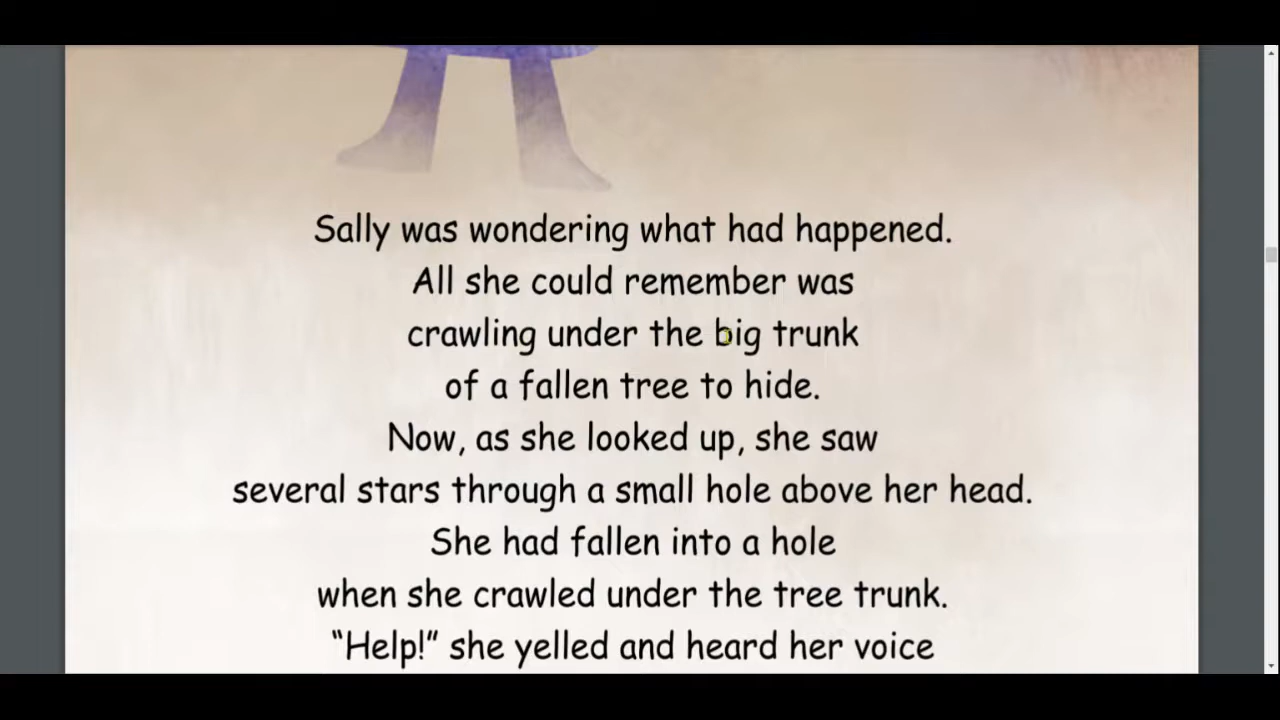 Sally was wondering what had happened.
All she could remember was
crawling under the big trunk
of a fallen tree to hide.
Now, as she looked up, she saw
several stars through a small hole above her head.
She had fallen into a hole
when she crawled under the tree trunk.
“Help!” she yelled and heard her voice